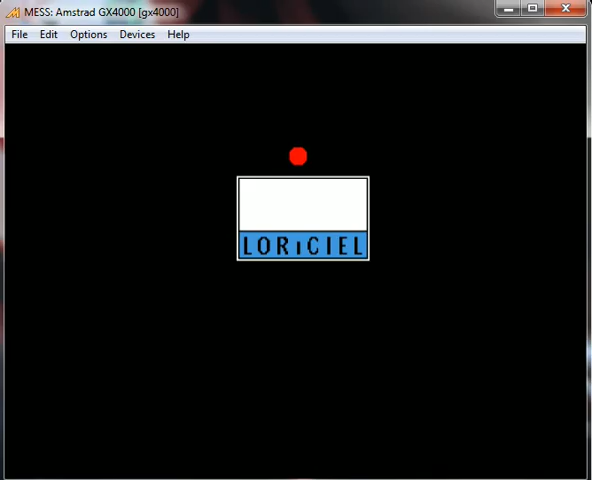 MESS: Amstrad GX4000 [gx4000]
File Edit Options Devices Help
LORiCIEL